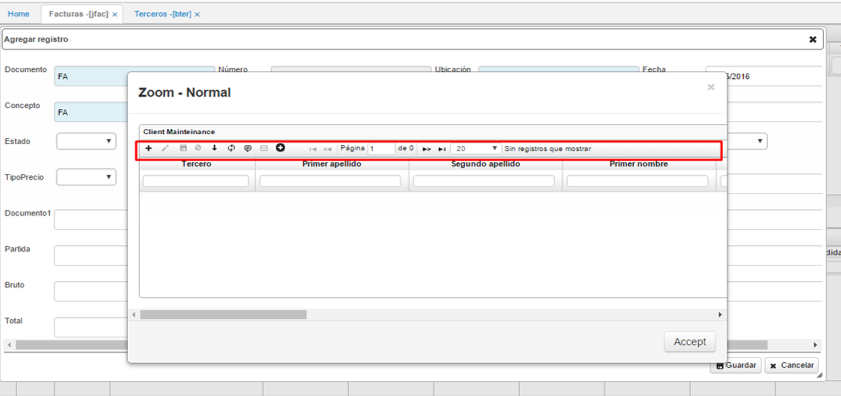 Home Facturas -[jfac] x Terceros -[bter] x
Agregar registro
Documento FA Número Ubicación Fecha /2016
Zoom - Normal
Concepto FA
Client Mainteinance
Estado
Página 1 de 0 20 Sin registros que mostrar
Tercero Primer apellido Segundo apellido Primer nombre
TipoPrecio
Documento1
Partida
Bruto
Total
Accept
Guardar Cancelar